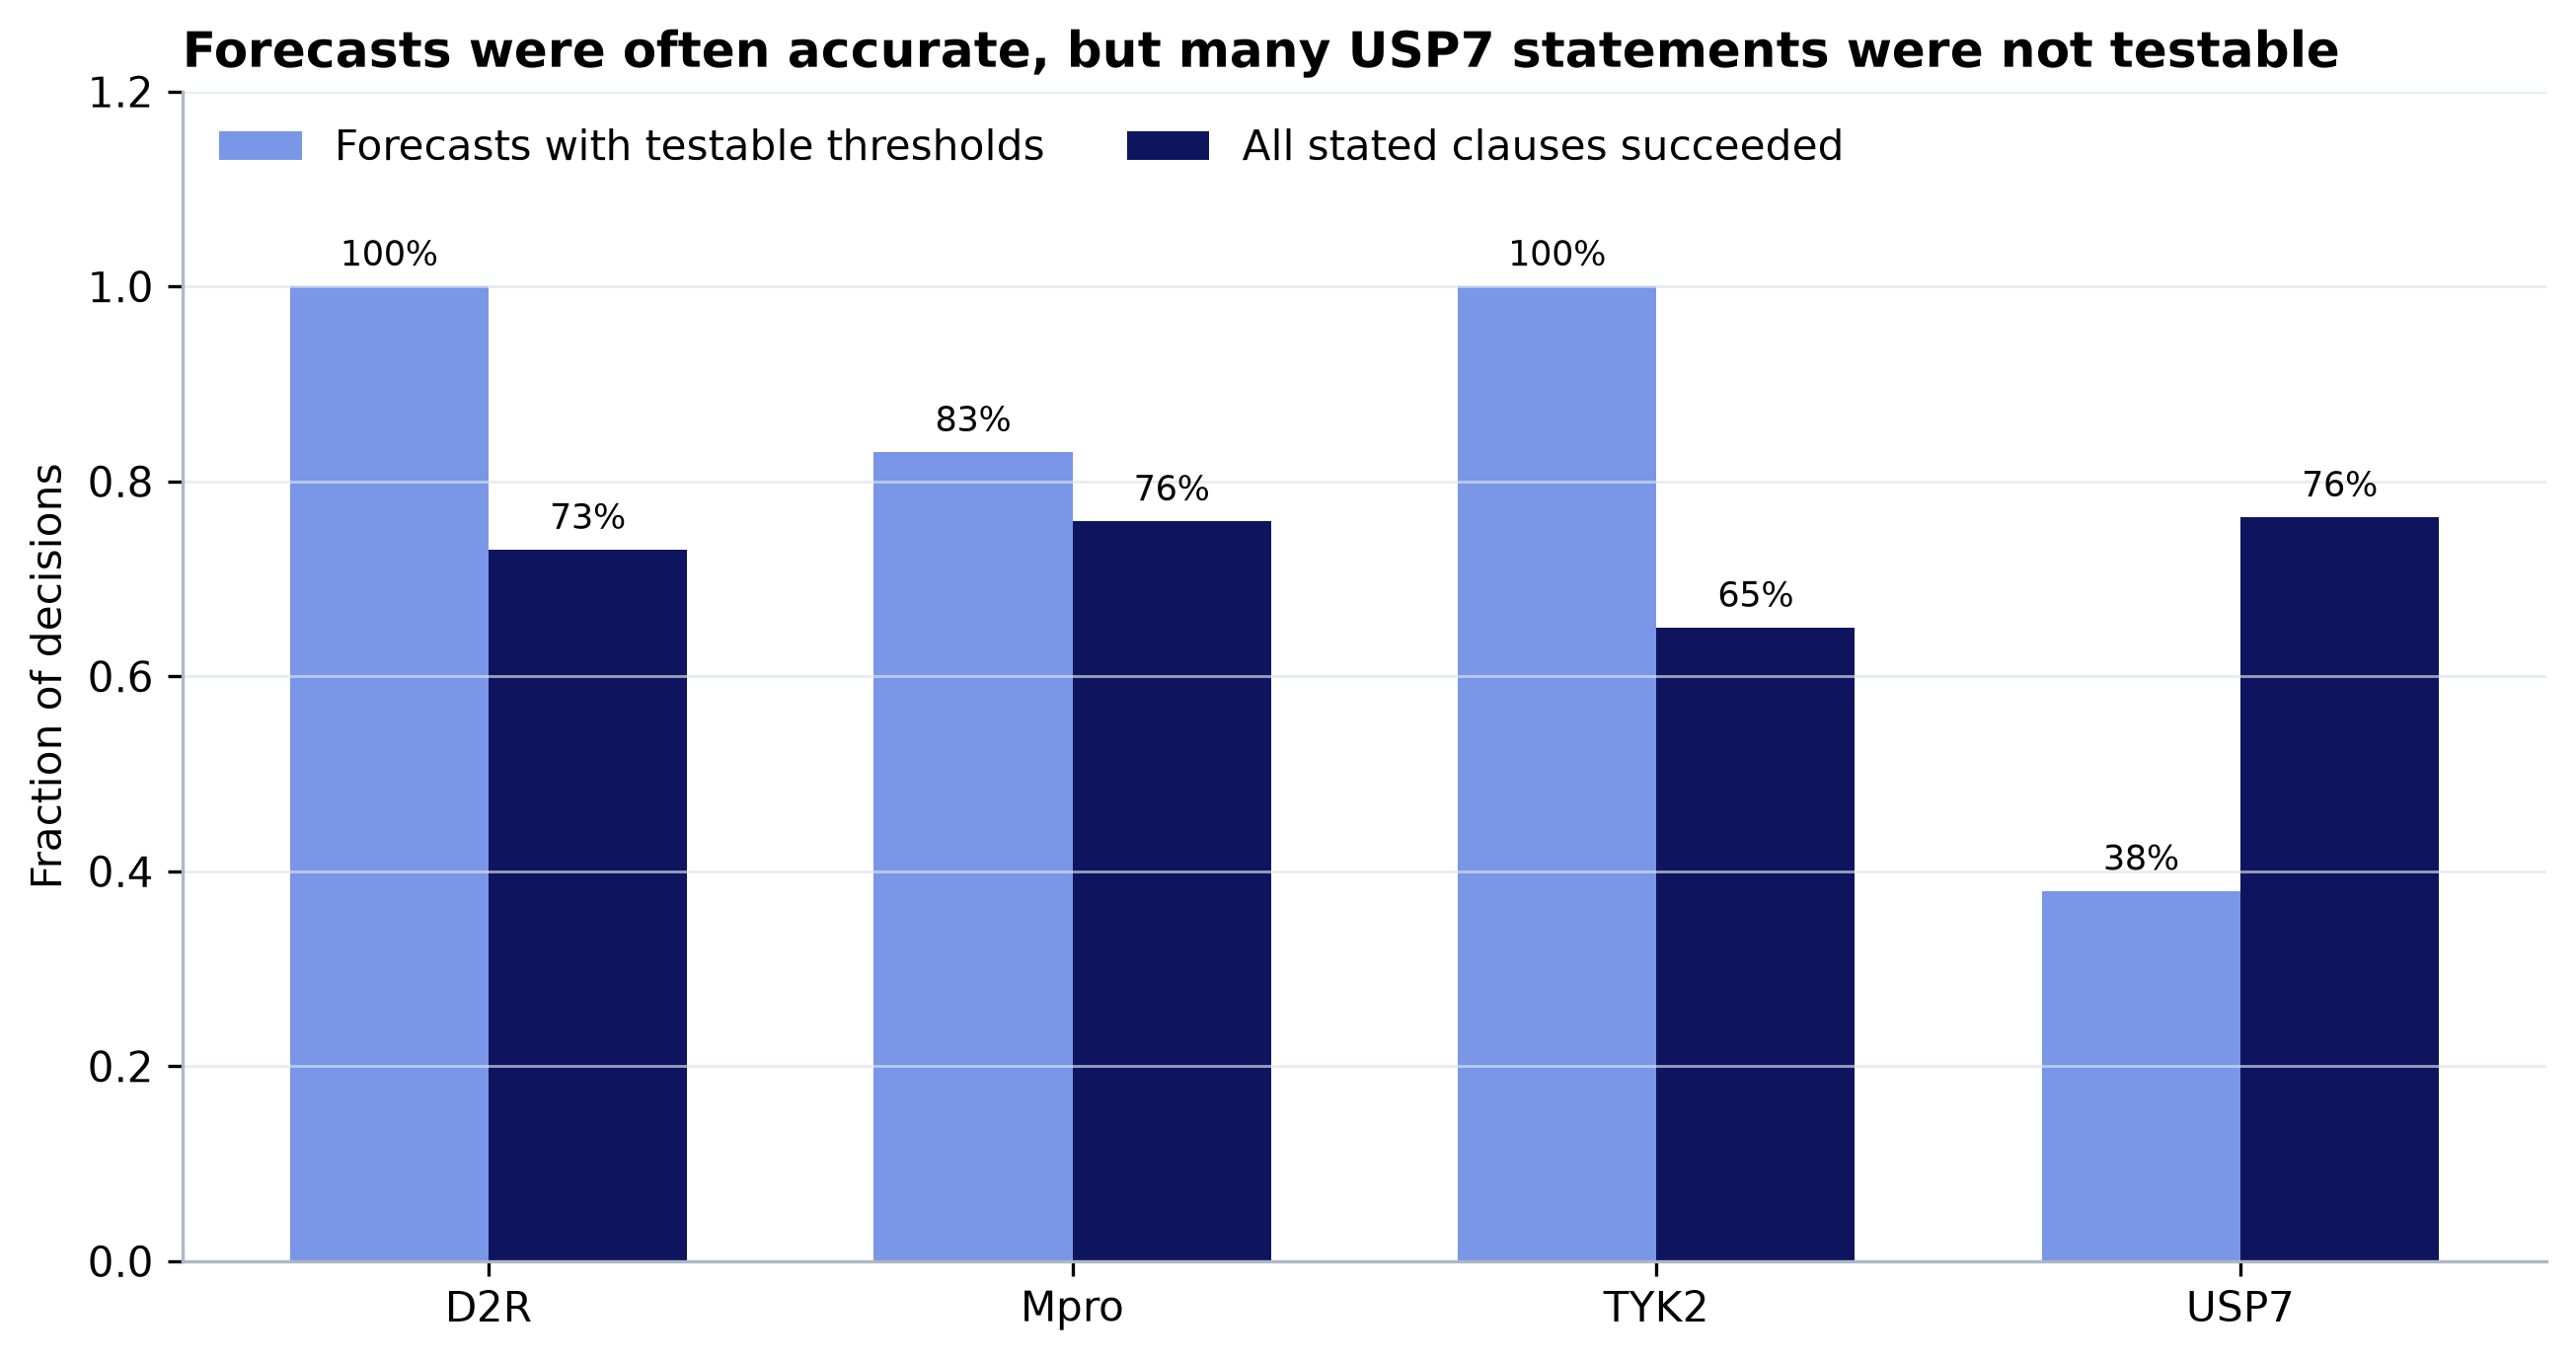 Forecasts were often accurate, but many USP7 statements were not testable
1.2
Forecasts with testable thresholds
All stated clauses succeeded
100%
100%
1.0
83%
76%
76%
0.8
73%
65%
0.6
38%
0.4
0.2
0.0
Fraction of decisions
D2R
Mpro
TYK2
USP7